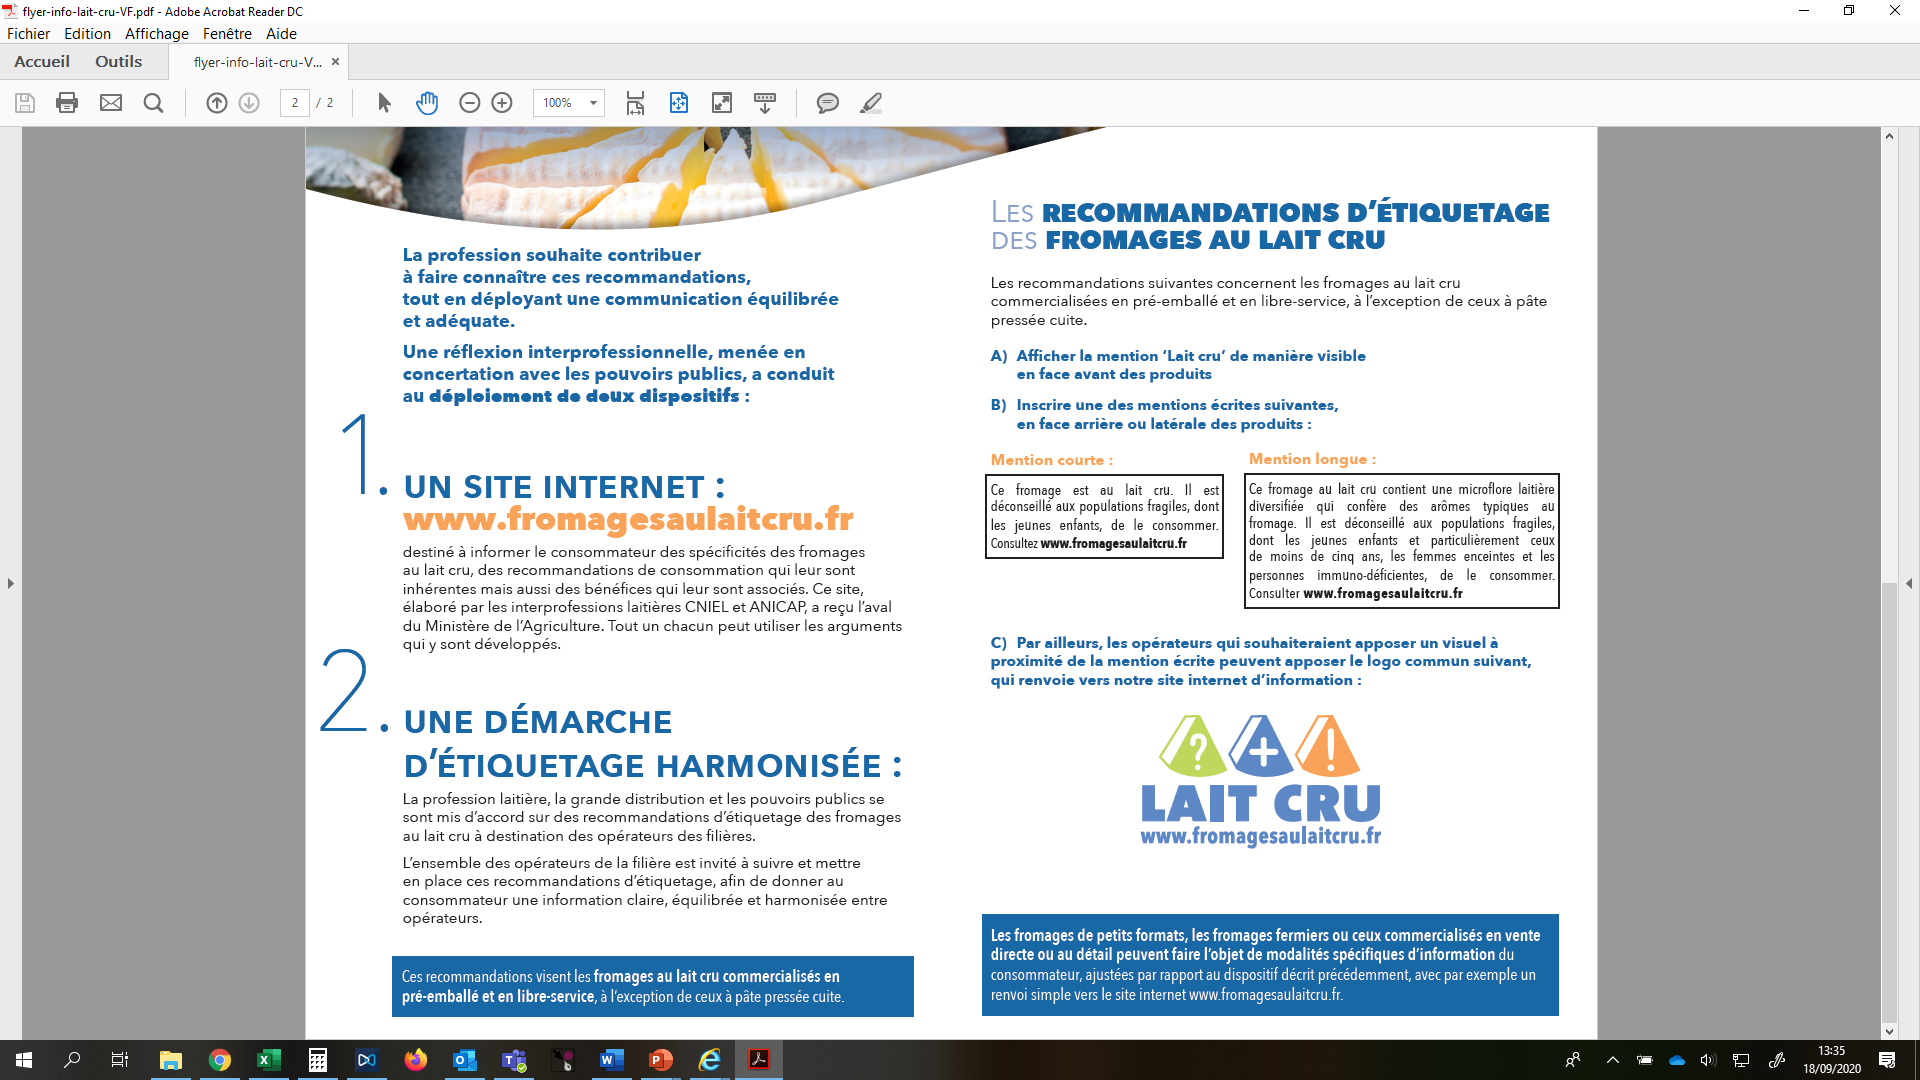 flyer-info-lait-cru-VF.pdf - Adobe Acrobat Reader DC
Fichier Edition Affichage Fenêtre Aide
Accueil Outils flyer-info-lait-cru-V... ×
2 / 2 100%
La profession souhaite contribuer
à faire connaître ces recommandations,
tout en déployant une communication équilibrée
et adéquate.
Une réflexion interprofessionnelle, menée en
concertation avec les pouvoirs publics, a conduit
au déploiement de deux dispositifs :
1. UN SITE INTERNET :
www.fromagesaulaitcru.fr
destiné à informer le consommateur des spécificités des fromages
au lait cru, des recommandations de consommation qui leur sont
inhérentes mais aussi des bénéfices qui leur sont associés. Ce site,
élaboré par les interprofessions laitières CNIEL et ANICAP, a reçu l’aval
du Ministère de l’Agriculture. Tout un chacun peut utiliser les arguments
qui y sont développés.
2. UNE DÉMARCHE
D’ÉTIQUETAGE HARMONISÉE :
La profession laitière, la grande distribution et les pouvoirs publics se
sont mis d’accord sur des recommandations d’étiquetage des fromages
au lait cru à destination des opérateurs des filières.
L’ensemble des opérateurs de la filière est invité à suivre et mettre
en place ces recommandations d’étiquetage, afin de donner au
consommateur une information claire, équilibrée et harmonisée entre
opérateurs.
Ces recommandations visent les fromages au lait cru commercialisés en
pré-emballé et en libre-service, à l’exception de ceux à pâte pressée cuite.
LES RECOMMANDATIONS D’ÉTIQUETAGE
DES FROMAGES AU LAIT CRU
Les recommandations suivantes concernent les fromages au lait cru
commercialisées en pré-emballé et en libre-service, à l’exception de ceux à pâte
pressée cuite.
A) Afficher la mention ‘Lait cru’ de manière visible
en face avant des produits
B) Inscrire une des mentions écrites suivantes,
en face arrière ou latérale des produits :
Mention courte :
Ce fromage est au lait cru. Il est
déconseillé aux populations fragiles, dont
les jeunes enfants, de le consommer.
Consultez www.fromagesaulaitcru.fr
Mention longue :
Ce fromage au lait cru contient une microflore laitière
diversifiée qui confère des arômes typiques au
fromage. Il est déconseillé aux populations fragiles,
dont les jeunes enfants et particulièrement ceux
de moins de cinq ans, les femmes enceintes et les
personnes immuno-déficientes, de le consommer.
Consulter www.fromagesaulaitcru.fr
C) Par ailleurs, les opérateurs qui souhaiteraient apposer un visuel à
proximité de la mention écrite peuvent apposer le logo commun suivant,
qui renvoie vers notre site internet d’information :
? + !
LAIT CRU
www.fromagesaulaitcru.fr
Les fromages de petits formats, les fromages fermiers ou ceux commercialisés en vente
directe ou au détail peuvent faire l’objet de modalités spécifiques d’information du
consommateur, ajustées par rapport au dispositif décrit précédemment, avec par exemple un
renvoi simple vers le site internet www.fromagesaulaitcru.fr.
13:35
18/09/2020